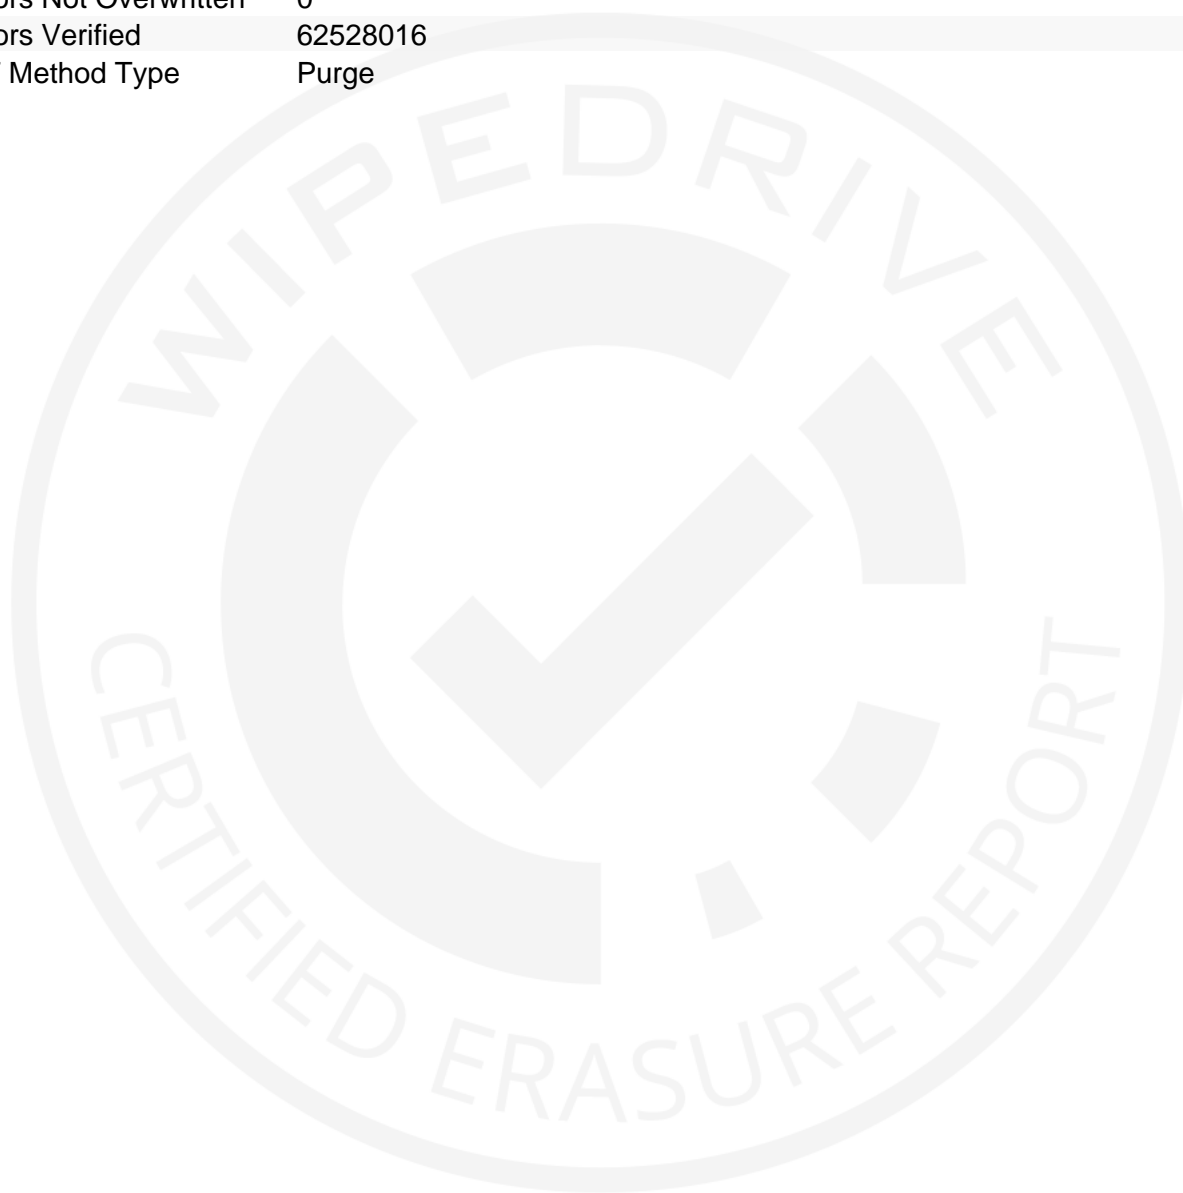 ors Not Overwritten 0
ors Verified 62528016
Method Type Purge
WIPEDRIVE
CERTIFIED ERASURE REPORT